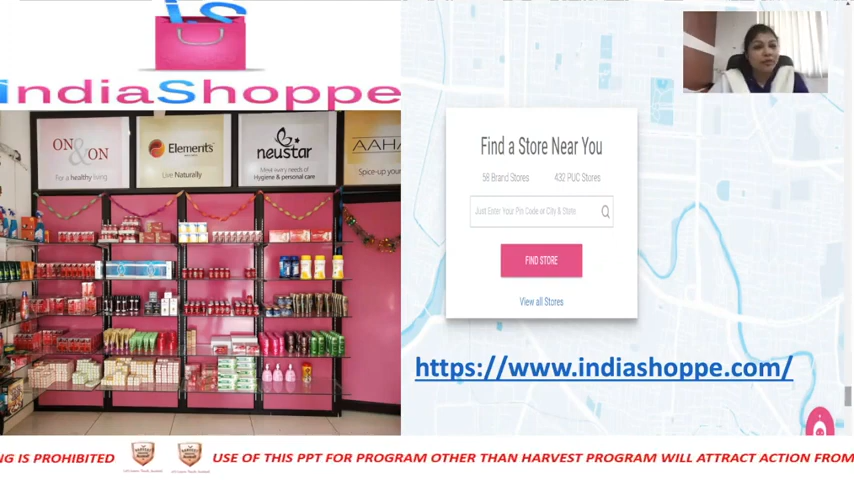 IndiaShoppe
ON & ON
For a healthy living
Elements
Live Naturally
neustar
Meet every needs of
Hygiene & personal care
AAHA
Spice-up your
Find a Store Near You
56 Brand Stores 432 PUC Stores
Just Enter Your Pin Code or City & State
FIND STORE
View all Stores
https://www.indiashoppe.com/
NG IS PROHIBITED
USE OF THIS PPT FOR PROGRAM OTHER THAN HARVEST PROGRAM WILL ATTRACT ACTION FROM